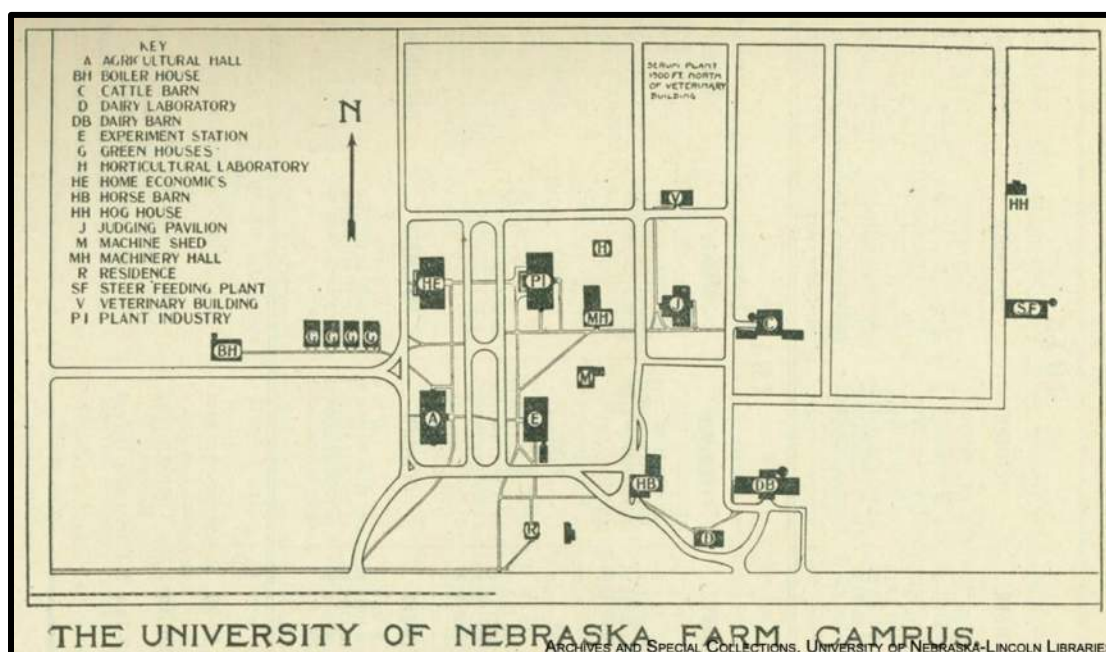 KEY
A AGRICULTURAL HALL
BH BOILER HOUSE
C CATTLE BARN
D DAIRY LABORATORY
DB DAIRY BARN
E EXPERIMENT STATION
G GREEN HOUSES
H HORTICULTURAL LABORATORY
HE HOME ECONOMICS
HB HORSE BARN
HH HOG HOUSE
J JUDGING PAVILION
M MACHINE SHED
MH MACHINERY HALL
R RESIDENCE
SF STEER FEEDING PLANT
V VETERINARY BUILDING
PI PLANT INDUSTRY
N
SERUM PLANT
1500 FT. NORTH
OF VETERINARY
BUILDING
V
HH
H
HE
PI
J
SF
MH
C
G G G G
BH
M
A
E
HB
DB
R
D
THE UNIVERSITY OF NEBRASKA FARM CAMPUS.
ARCHIVES AND SPECIAL COLLECTIONS, UNIVERSITY OF NEBRASKA-LINCOLN LIBRARIES